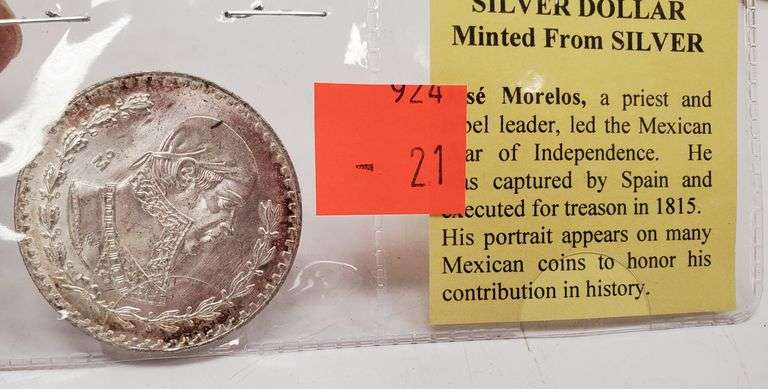 SILVER DOLLAR
Minted From SILVER
924
- 21
sé Morelos, a priest and
bel leader, led the Mexican
ar of Independence. He
as captured by Spain and
executed for treason in 1815.
His portrait appears on many
Mexican coins to honor his
contribution in history.